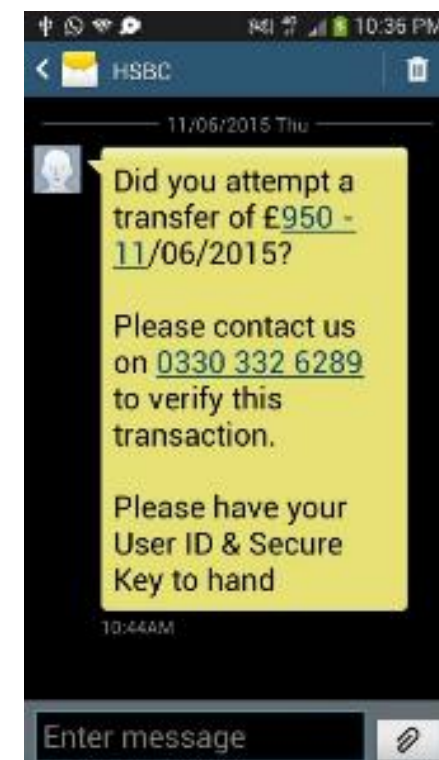 10:36 PM
HSBC
11/06/2015 Thu
Did you attempt a
transfer of £950 -
11/06/2015?
Please contact us
on 0330 332 6289
to verify this
transaction.
Please have your
User ID & Secure
Key to hand
10:44AM
Enter message